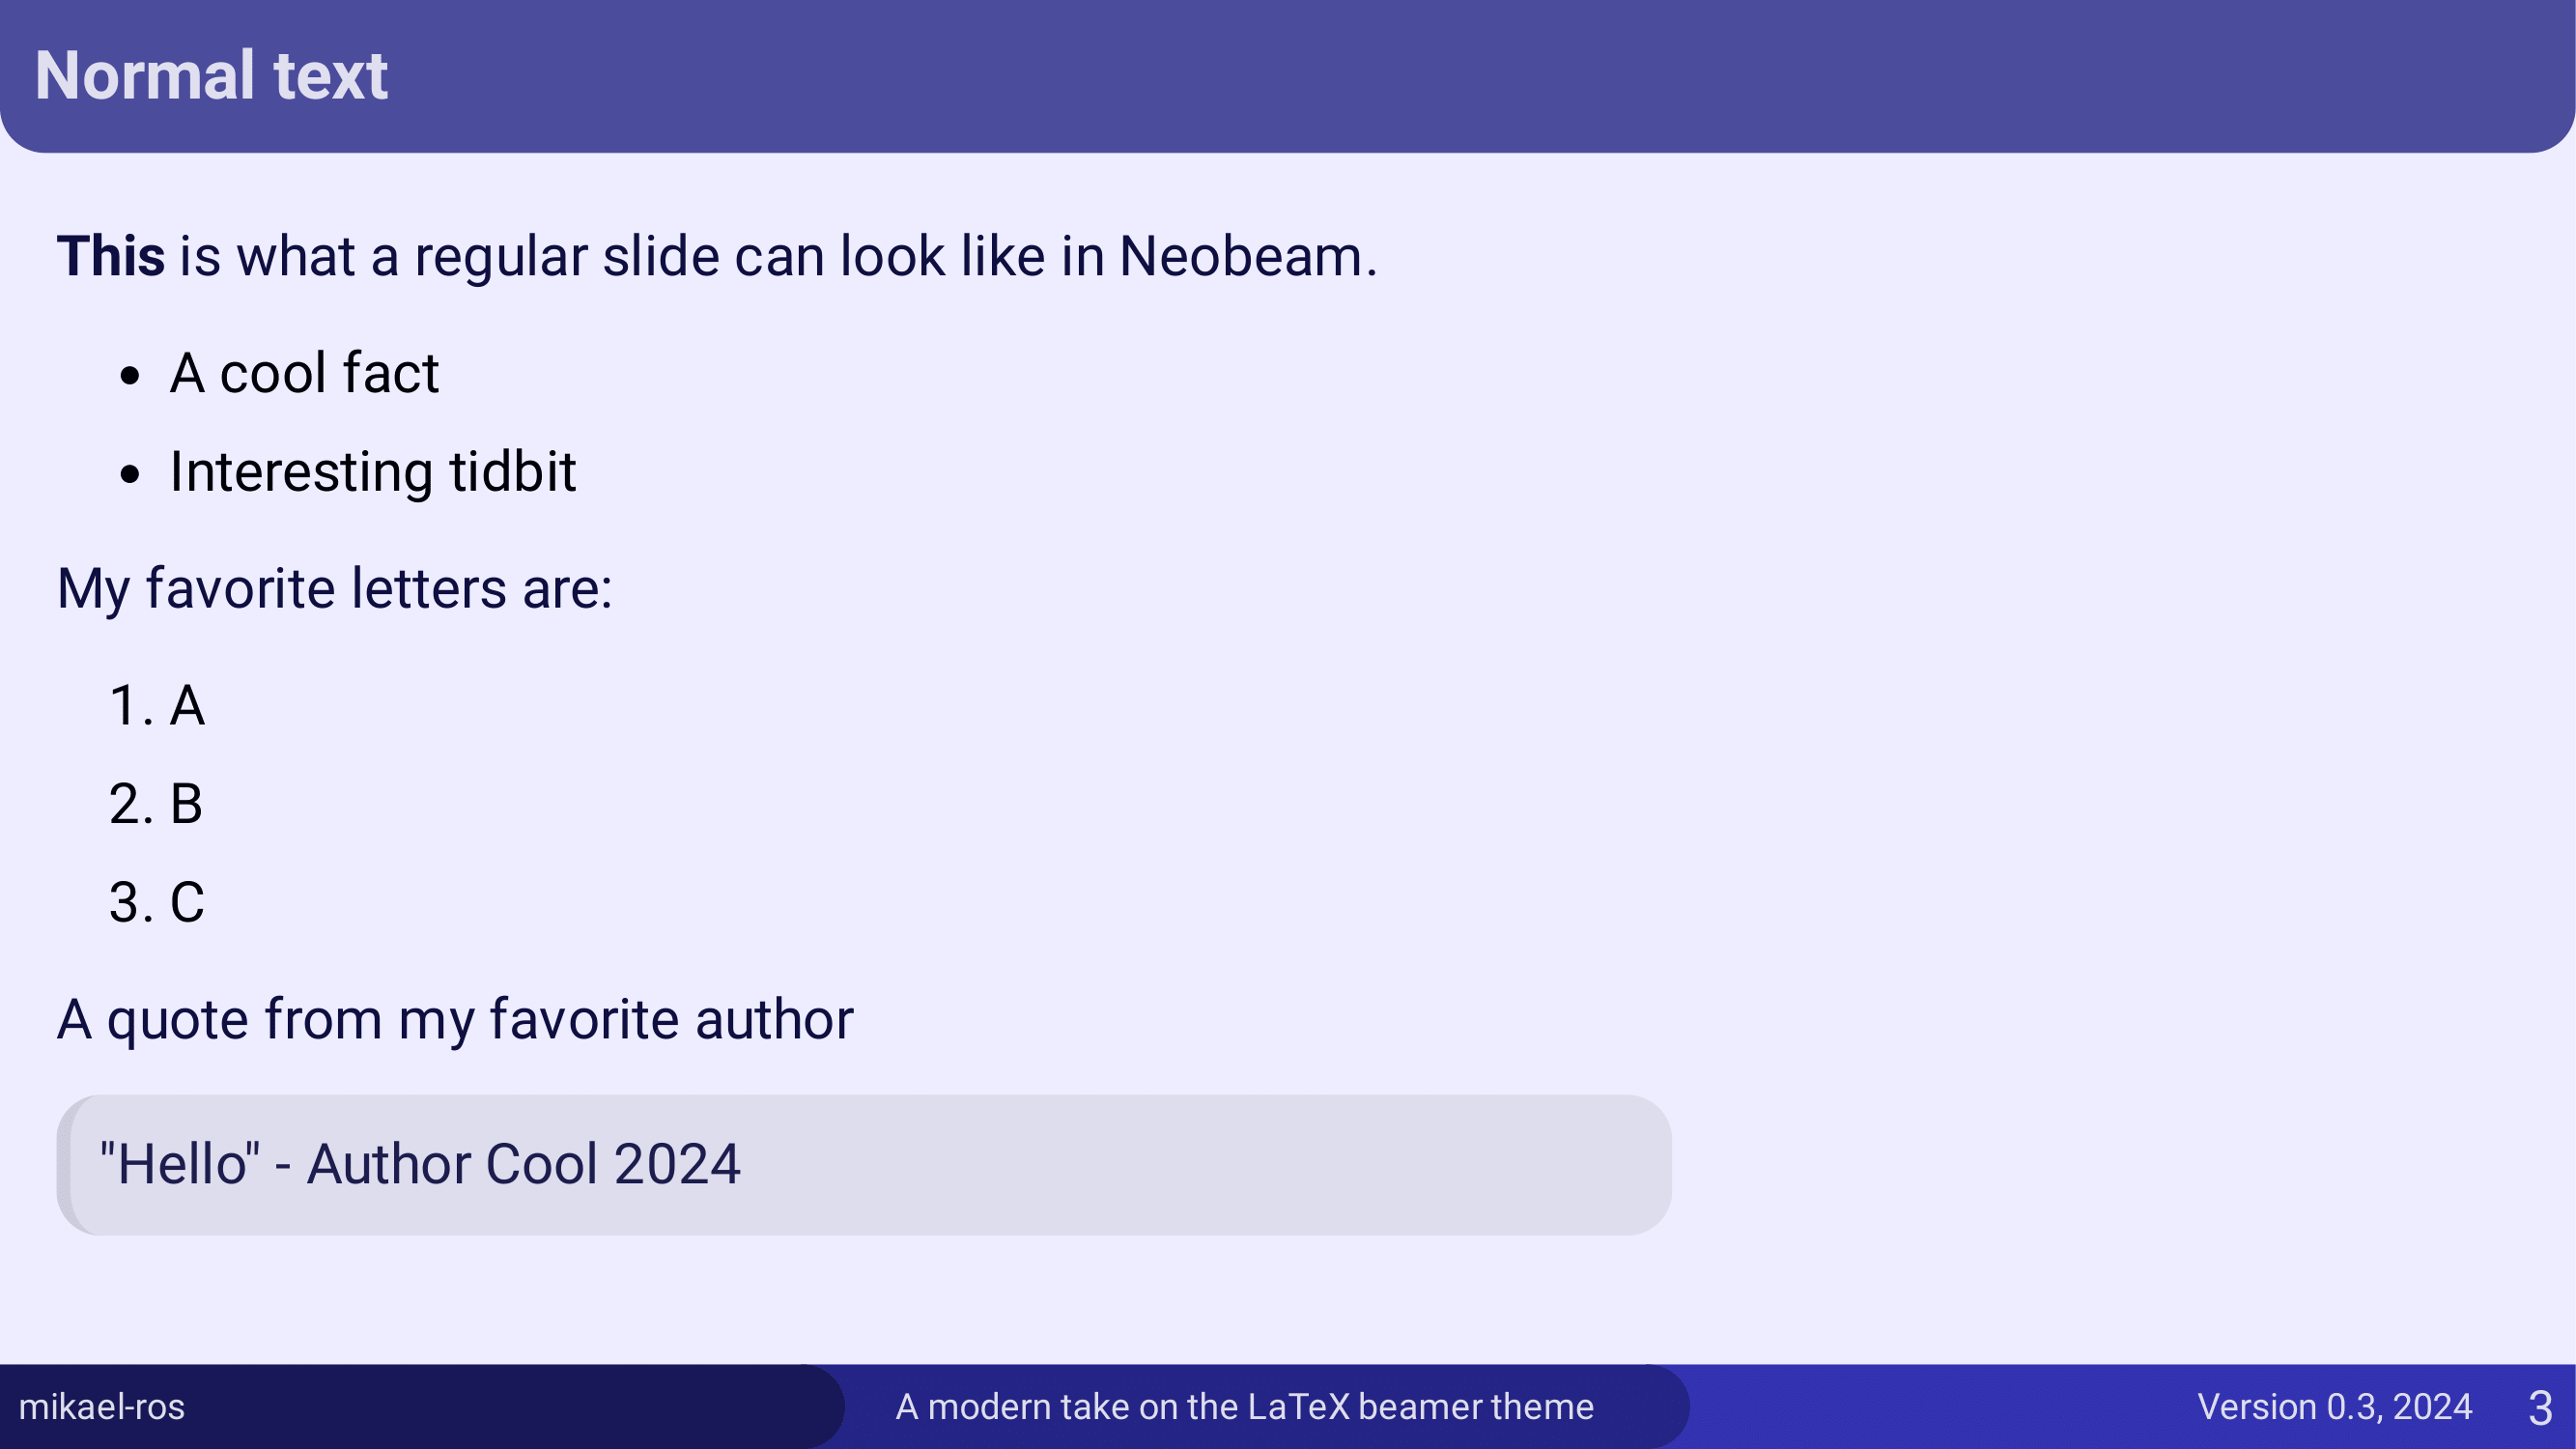 Normal text
This is what a regular slide can look like in Neobeam.
• A cool fact
• Interesting tidbit
My favorite letters are:
1. A
2. B
3. C
A quote from my favorite author
"Hello" - Author Cool 2024
mikael-ros
A modern take on the LaTeX beamer theme
Version 0.3, 2024
3